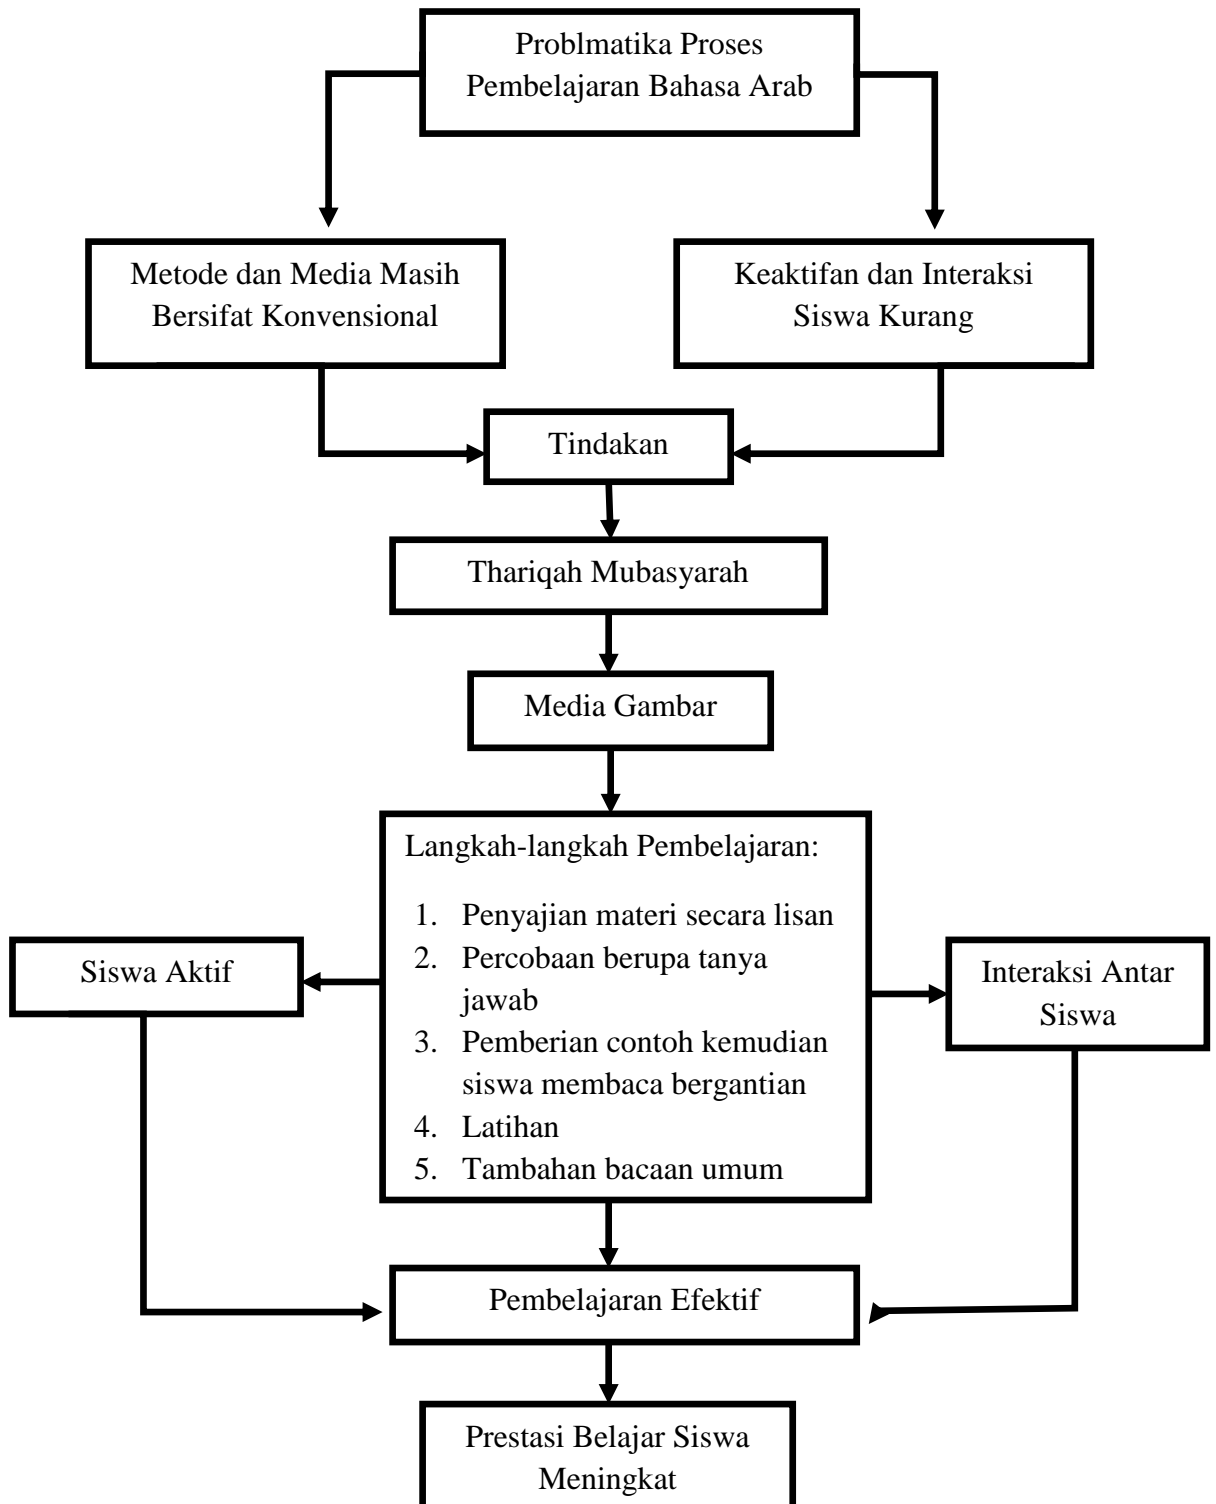 Problmatika Proses
Pembelajaran Bahasa Arab
Metode dan Media Masih
Bersifat Konvensional
Keaktifan dan Interaksi
Siswa Kurang
Tindakan
Thariqah Mubasyarah
Media Gambar
Langkah-langkah Pembelajaran:
1. Penyajian materi secara lisan
2. Percobaan berupa tanya
jawab
3. Pemberian contoh kemudian
siswa membaca bergantian
4. Latihan
5. Tambahan bacaan umum
Siswa Aktif
Interaksi Antar
Siswa
Pembelajaran Efektif
Prestasi Belajar Siswa
Meningkat